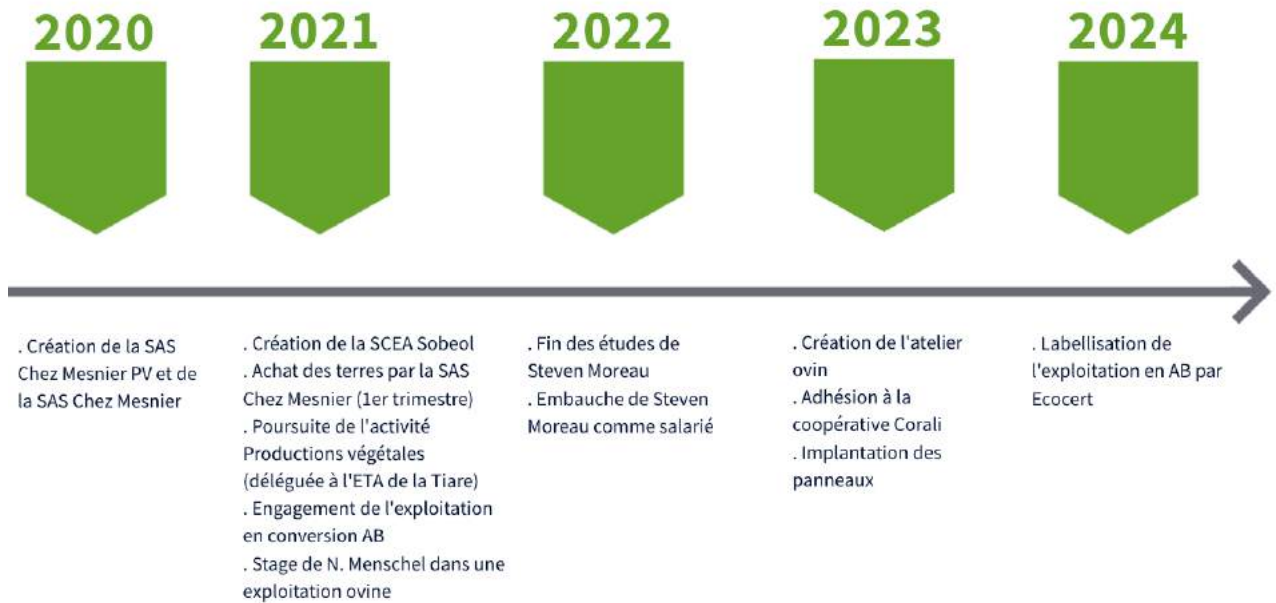 2020
2021
2022
2023
2024
. Création de la SAS
Chez Mesnier PV et de
la SAS Chez Mesnier
. Création de la SCEA Sobeol
. Achat des terres par la SAS
Chez Mesnier (1er trimestre)
. Poursuite de l'activité
Productions végétales
(déléguée à l'ETA de la Tiare)
. Engagement de l'exploitation
en conversion AB
. Stage de N. Menschel dans une
exploitation ovine
. Fin des études de
Steven Moreau
. Embauche de Steven
Moreau comme salarié
. Création de l'atelier
ovin
. Adhésion à la
coopérative Corali
. Implantation des
panneaux
. Labellisation de
l'exploitation en AB par
Ecocert